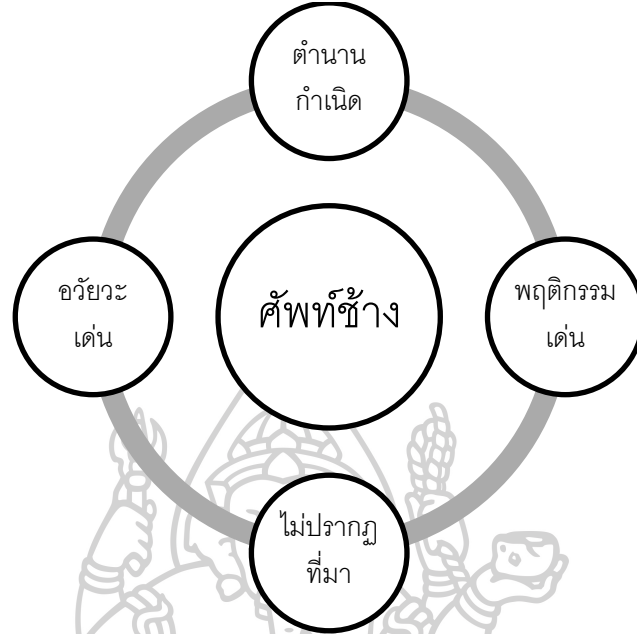 ตำนาน
กำเนิด
อวัยวะ
เด่น
ศัพท์ช้าง
พฤติกรรม
เด่น
ไม่ปรากฏ
ที่มา